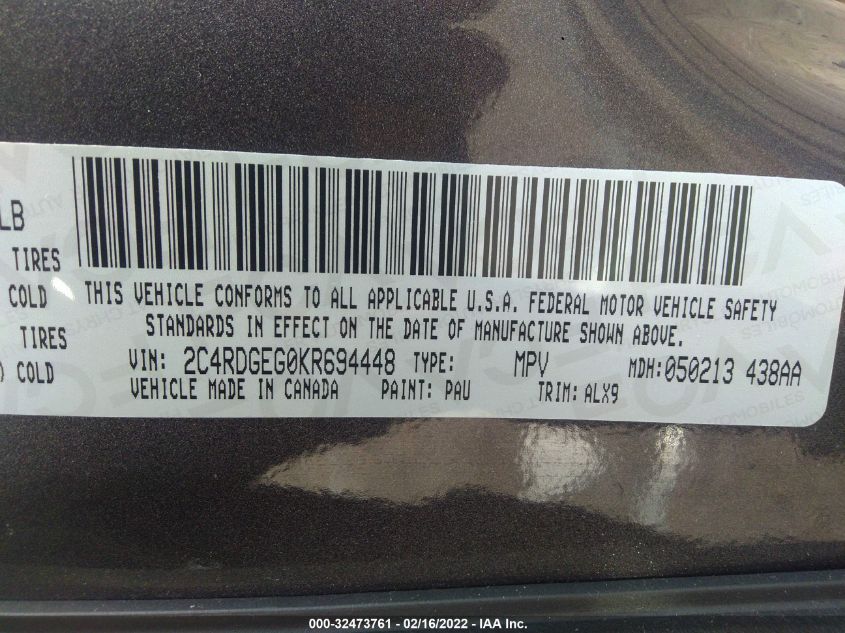 LB
TIRES
COLD
TIRES
) COLD
THIS VEHICLE CONFORMS TO ALL APPLICABLE U.S.A. FEDERAL MOTOR VEHICLE SAFETY
STANDARDS IN EFFECT ON THE DATE OF MANUFACTURE SHOWN ABOVE.
VIN: 2C4RDGEG0KR694448 TYPE: MPV MDH:050213 438AA
VEHICLE MADE IN CANADA PAINT: PAU TRIM: ALX9
000-32473761 - 02/16/2022 - © IAA Inc.